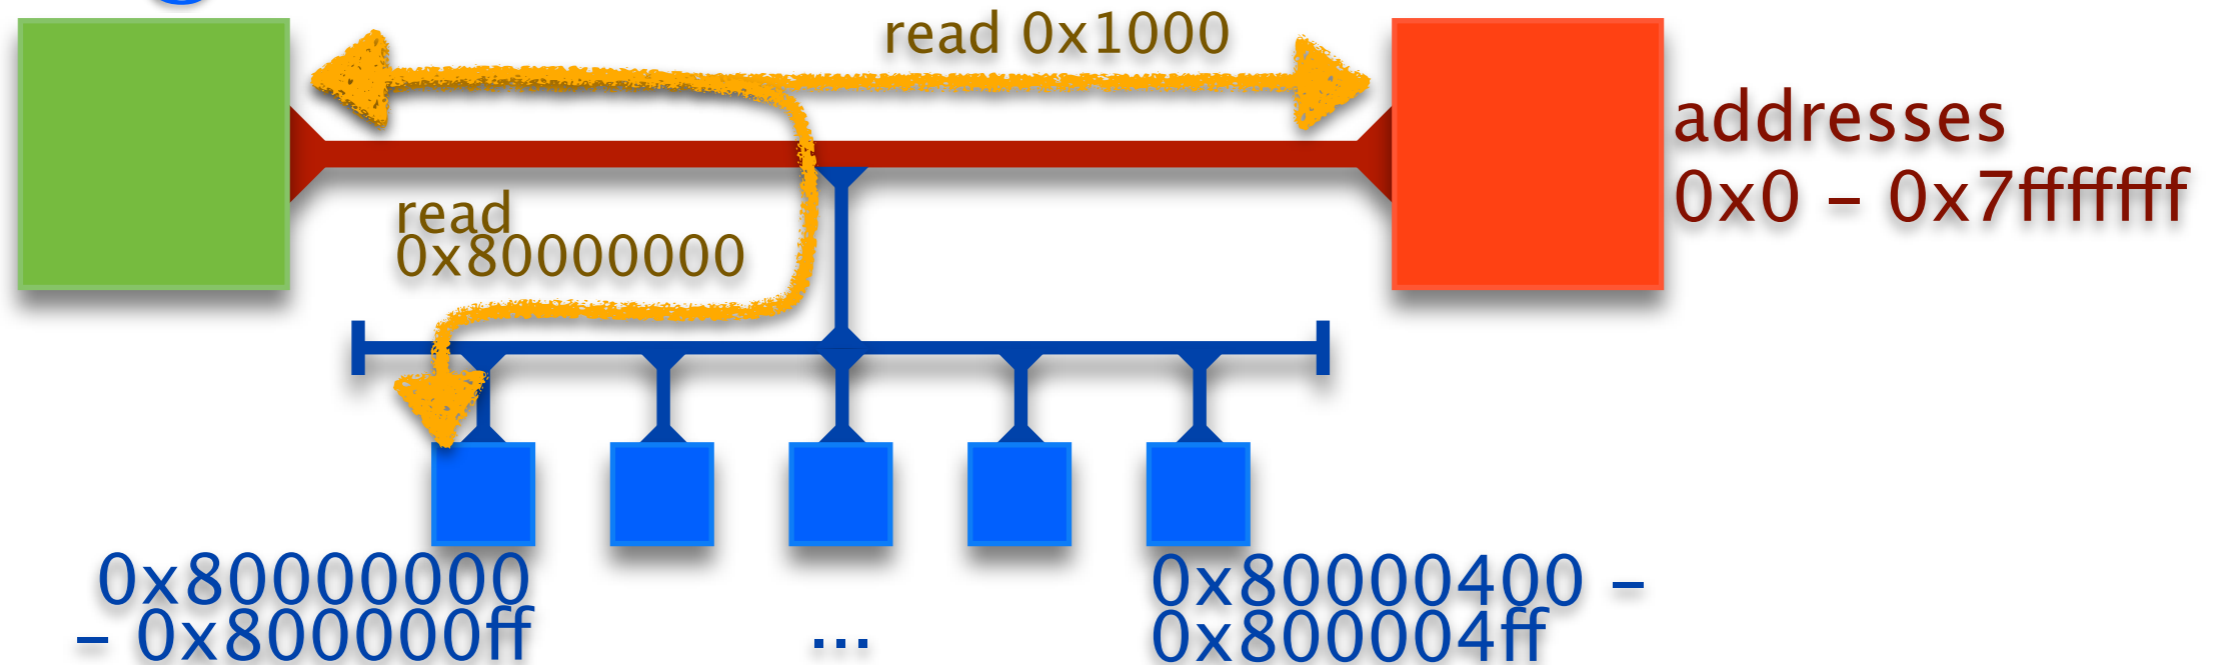 read 0x1000
addresses
0x0 – 0x7fffffff
read
0x80000000
0x80000000
– 0x800000ff
...
0x80000400 –
0x800004ff